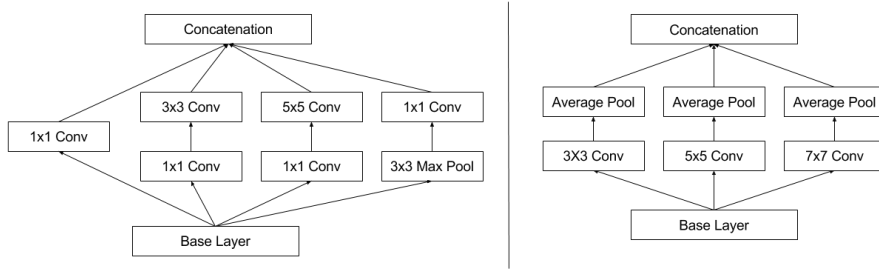 Concatenation
3x3 Conv
5x5 Conv
1x1 Conv
1x1 Conv
1x1 Conv
1x1 Conv
3x3 Max Pool
Base Layer
Concatenation
Average Pool
Average Pool
Average Pool
3X3 Conv
5x5 Conv
7x7 Conv
Base Layer